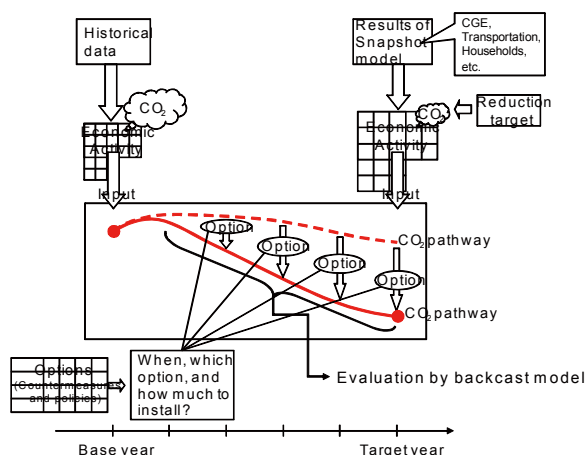 Historical
data
Results of
Snapshot
model
CGE,
Transportation,
Households,
etc.
CO2
Economic
Activity
CO2
Economic
Activity
Reduction
target
Input
Input
Option
Option
Option
Option
CO2 pathway
CO2 pathway
Options
(Countermeasures
and policies)
When, which
option, and
how much to
install?
Evaluation by backcast model
Base year
Target year